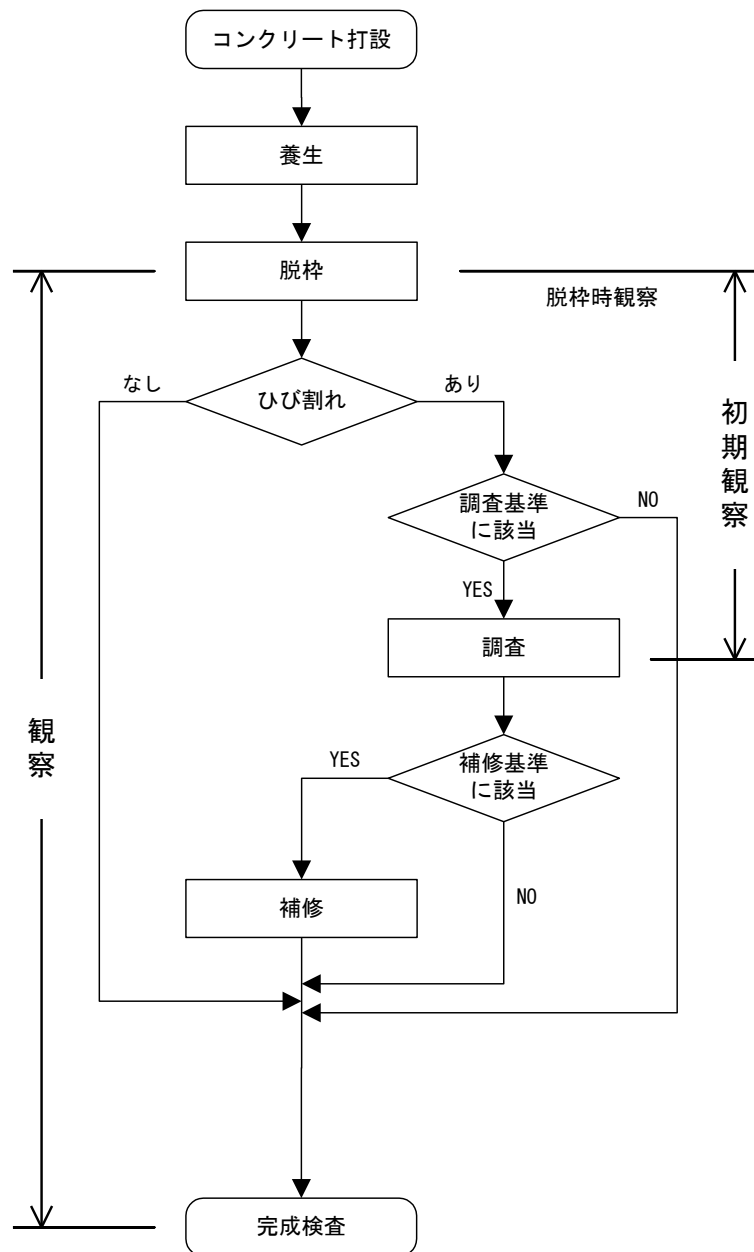 コンクリート打設
養生
脱枠
脱枠時観察
なし
ひび割れ
あり
初期観察
調査基準
に該当
NO
YES
調査
観察
YES
補修基準
に該当
補修
NO
完成検査